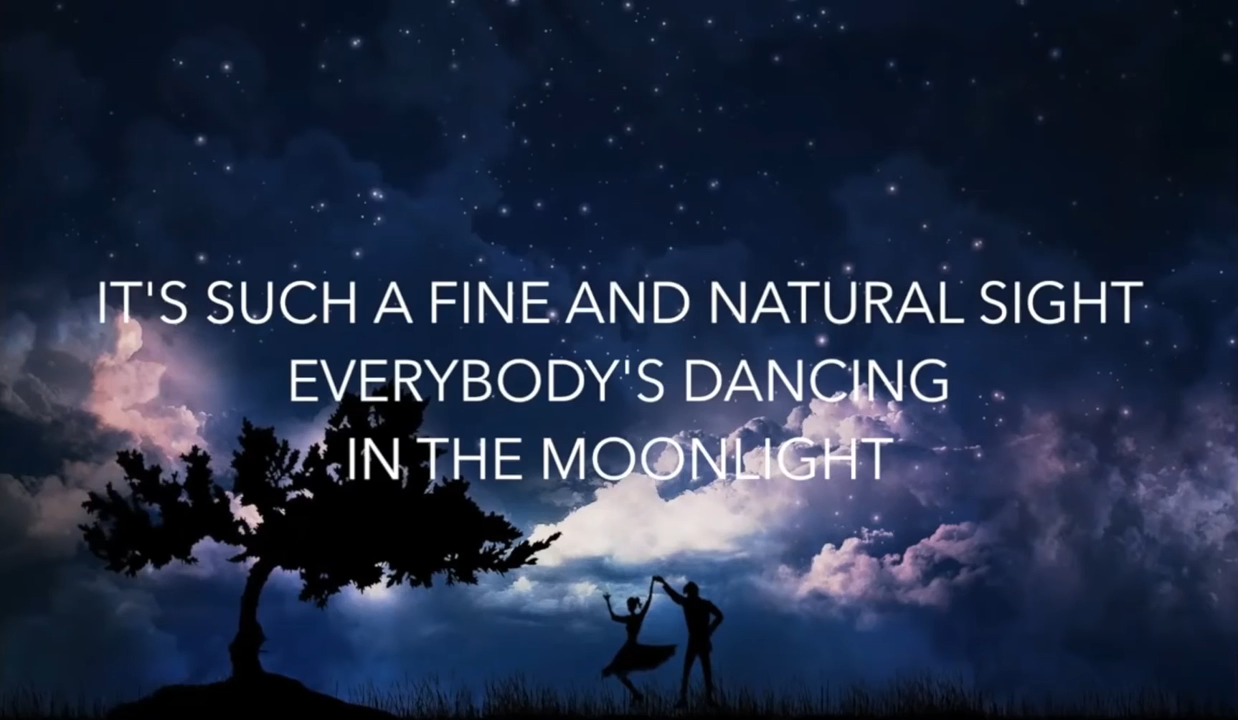 IT'S SUCH A FINE AND NATURAL SIGHT
EVERYBODY'S DANCING
IN THE MOONLIGHT